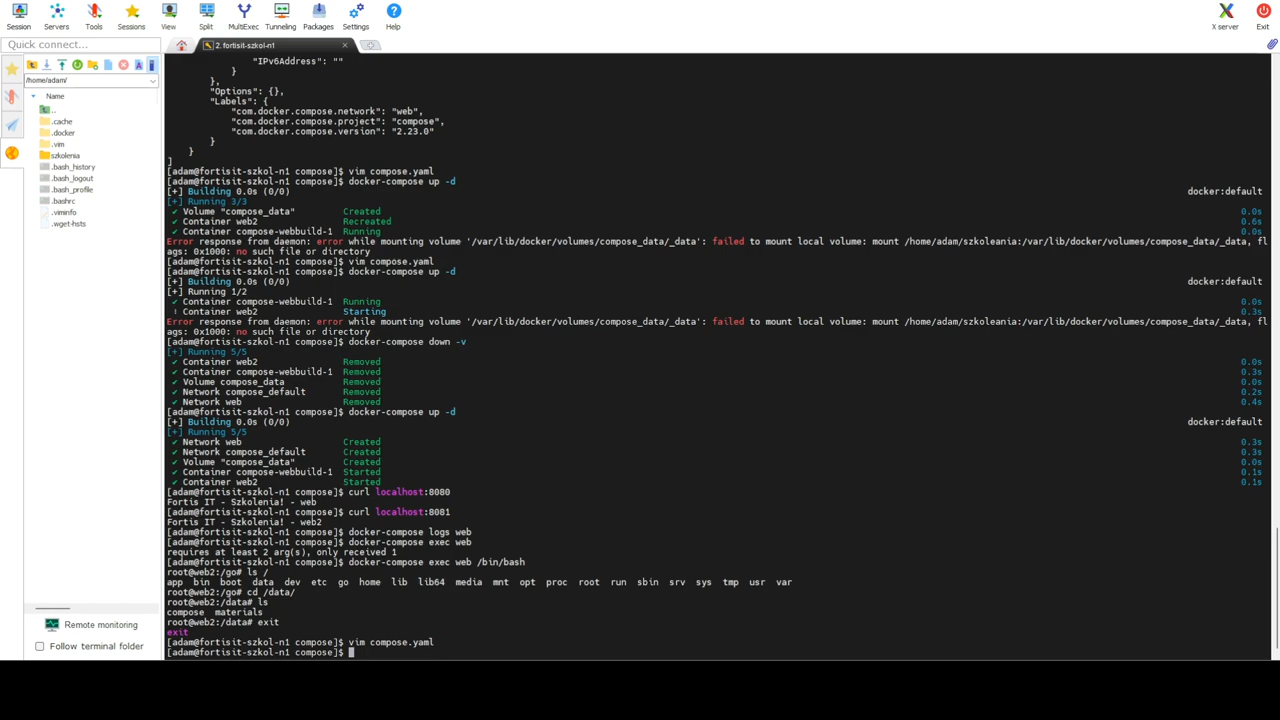 Session Servers Tools Sessions View Split MultiExec Tunneling Packages Settings Help X server Exit
Quick connect...
2. fortisit-szkol-n1
/home/adam/
Name
..
.cache
.docker
.vim
szkolenia
.bash_history
.bash_logout
.bash_profile
.bashrc
.viminfo
.wget-hsts
Remote monitoring
Follow terminal folder
"IPv6Address": ""
}
},
"Options": {},
"Labels": {
"com.docker.compose.network": "web",
"com.docker.compose.project": "compose",
"com.docker.compose.version": "2.23.0"
}
}
]
[adam@fortisit-szkol-n1 compose]$ vim compose.yaml
[adam@fortisit-szkol-n1 compose]$ docker-compose up -d
[+] Building 0.0s (0/0) docker:default
[+] Running 3/3
✔ Volume "compose_data" Created 0.0s
✔ Container web2 Recreated 0.6s
✔ Container compose-webbuild-1 Running 0.0s
Error response from daemon: error while mounting volume '/var/lib/docker/volumes/compose_data/_data': failed to mount local volume: mount /home/adam/szkoleania:/var/lib/docker/volumes/compose_data/_data, fl
ags: 0x1000: no such file or directory
[adam@fortisit-szkol-n1 compose]$ vim compose.yaml
[adam@fortisit-szkol-n1 compose]$ docker-compose up -d
[+] Building 0.0s (0/0) docker:default
[+] Running 1/2
✔ Container compose-webbuild-1 Running 0.0s
! Container web2 Starting 0.3s
Error response from daemon: error while mounting volume '/var/lib/docker/volumes/compose_data/_data': failed to mount local volume: mount /home/adam/szkoleania:/var/lib/docker/volumes/compose_data/_data, fl
ags: 0x1000: no such file or directory
[adam@fortisit-szkol-n1 compose]$ docker-compose down -v
[+] Running 5/5
✔ Container web2 Removed 0.0s
✔ Container compose-webbuild-1 Removed 0.3s
✔ Volume compose_data Removed 0.0s
✔ Network compose_default Removed 0.2s
✔ Network web Removed 0.4s
[adam@fortisit-szkol-n1 compose]$ docker-compose up -d
[+] Building 0.0s (0/0) docker:default
[+] Running 5/5
✔ Network web Created 0.3s
✔ Network compose_default Created 0.3s
✔ Volume "compose_data" Created 0.0s
✔ Container compose-webbuild-1 Started 0.1s
✔ Container web2 Started 0.1s
[adam@fortisit-szkol-n1 compose]$ curl localhost:8080
Fortis IT - Szkolenia! - web
[adam@fortisit-szkol-n1 compose]$ curl localhost:8081
Fortis IT - Szkolenia! - web2
[adam@fortisit-szkol-n1 compose]$ docker-compose logs web
[adam@fortisit-szkol-n1 compose]$ docker-compose exec web
requires at least 2 arg(s), only received 1
[adam@fortisit-szkol-n1 compose]$ docker-compose exec web /bin/bash
root@web2:/go# ls /
app bin boot data dev etc go home lib lib64 media mnt opt proc root run sbin srv sys tmp usr var
root@web2:/go# cd /data/
root@web2:/data# ls
compose materials
root@web2:/data# exit
exit
[adam@fortisit-szkol-n1 compose]$ vim compose.yaml
[adam@fortisit-szkol-n1 compose]$